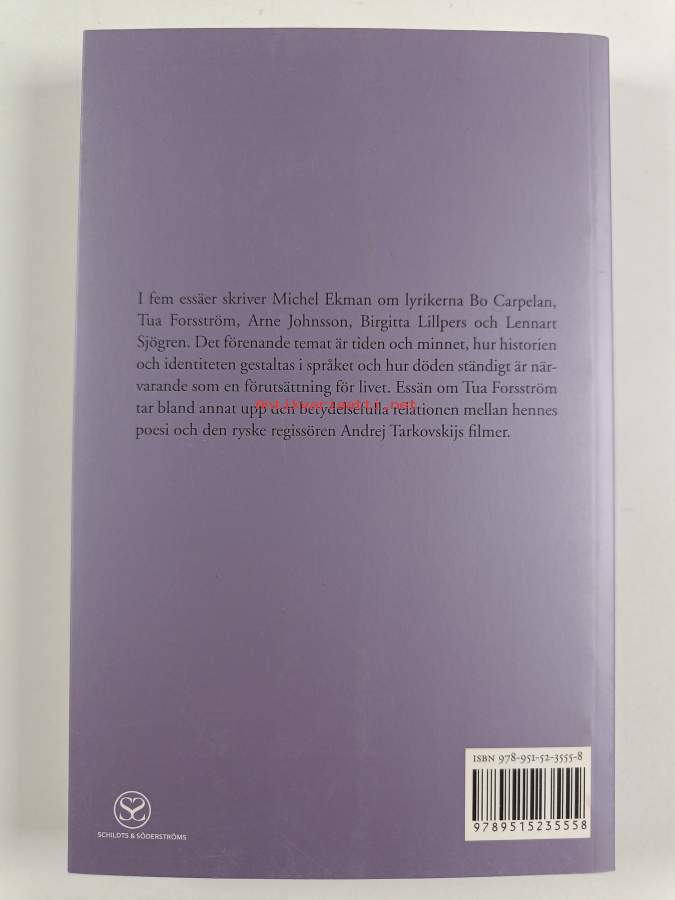 I fem essäer skriver Michel Ekman om lyrikerna Bo Carpelan,
Tua Forsström, Arne Johnsson, Birgitta Lillpers och Lennart
Sjögren. Det förenande temat är tiden och minnet, hur historien
och identiteten gestaltas i språket och hur döden ständigt är när-
varande som en förutsättning för livet. Essän om Tua Forsström
Antikvariaatti.net
tar bland annat upp den betydelsefulla relationen mellan hennes
poesi och den ryske regissören Andrej Tarkovskijs filmer.
ISBN 978-951-52-3555-8
9789515235558
SCHILDTS & SÖDERSTRÖMS